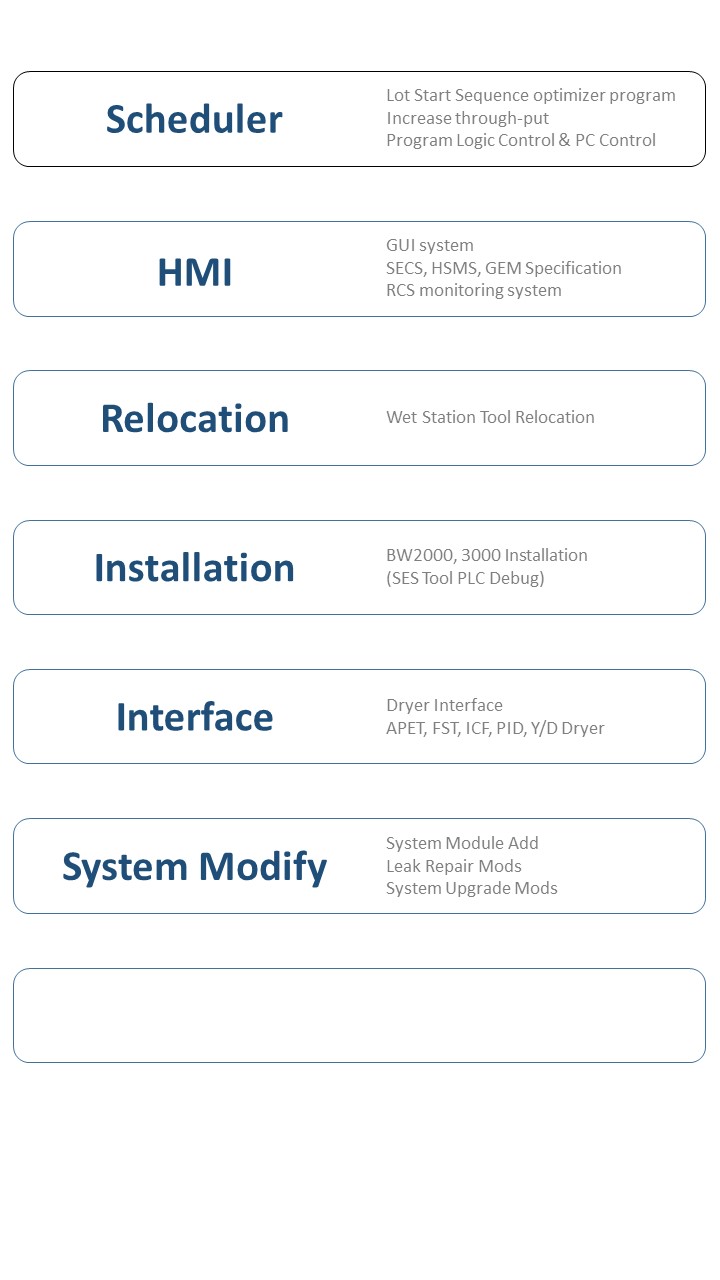 Scheduler
Lot Start Sequence optimizer program
Increase through-put
Program Logic Control & PC Control
HMI
GUI system
SECS, HSMS, GEM Specification
RCS monitoring system
Relocation
Wet Station Tool Relocation
Installation
BW2000, 3000 Installation
(SES Tool PLC Debug)
Interface
Dryer Interface
APET, FST, ICF, PID, Y/D Dryer
System Modify
System Module Add
Leak Repair Mods
System Upgrade Mods